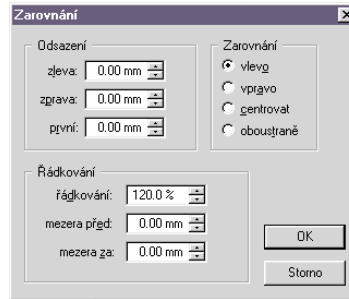 Zarovnání
Odsazení
zleva: 0.00 mm
zprava: 0.00 mm
první: 0.00 mm
Zarovnání
vlevo
vpravo
centrovat
oboustraně
Řádkování
řádkování: 120.0 %
mezera před: 0.00 mm
mezera za: 0.00 mm
OK
Storno